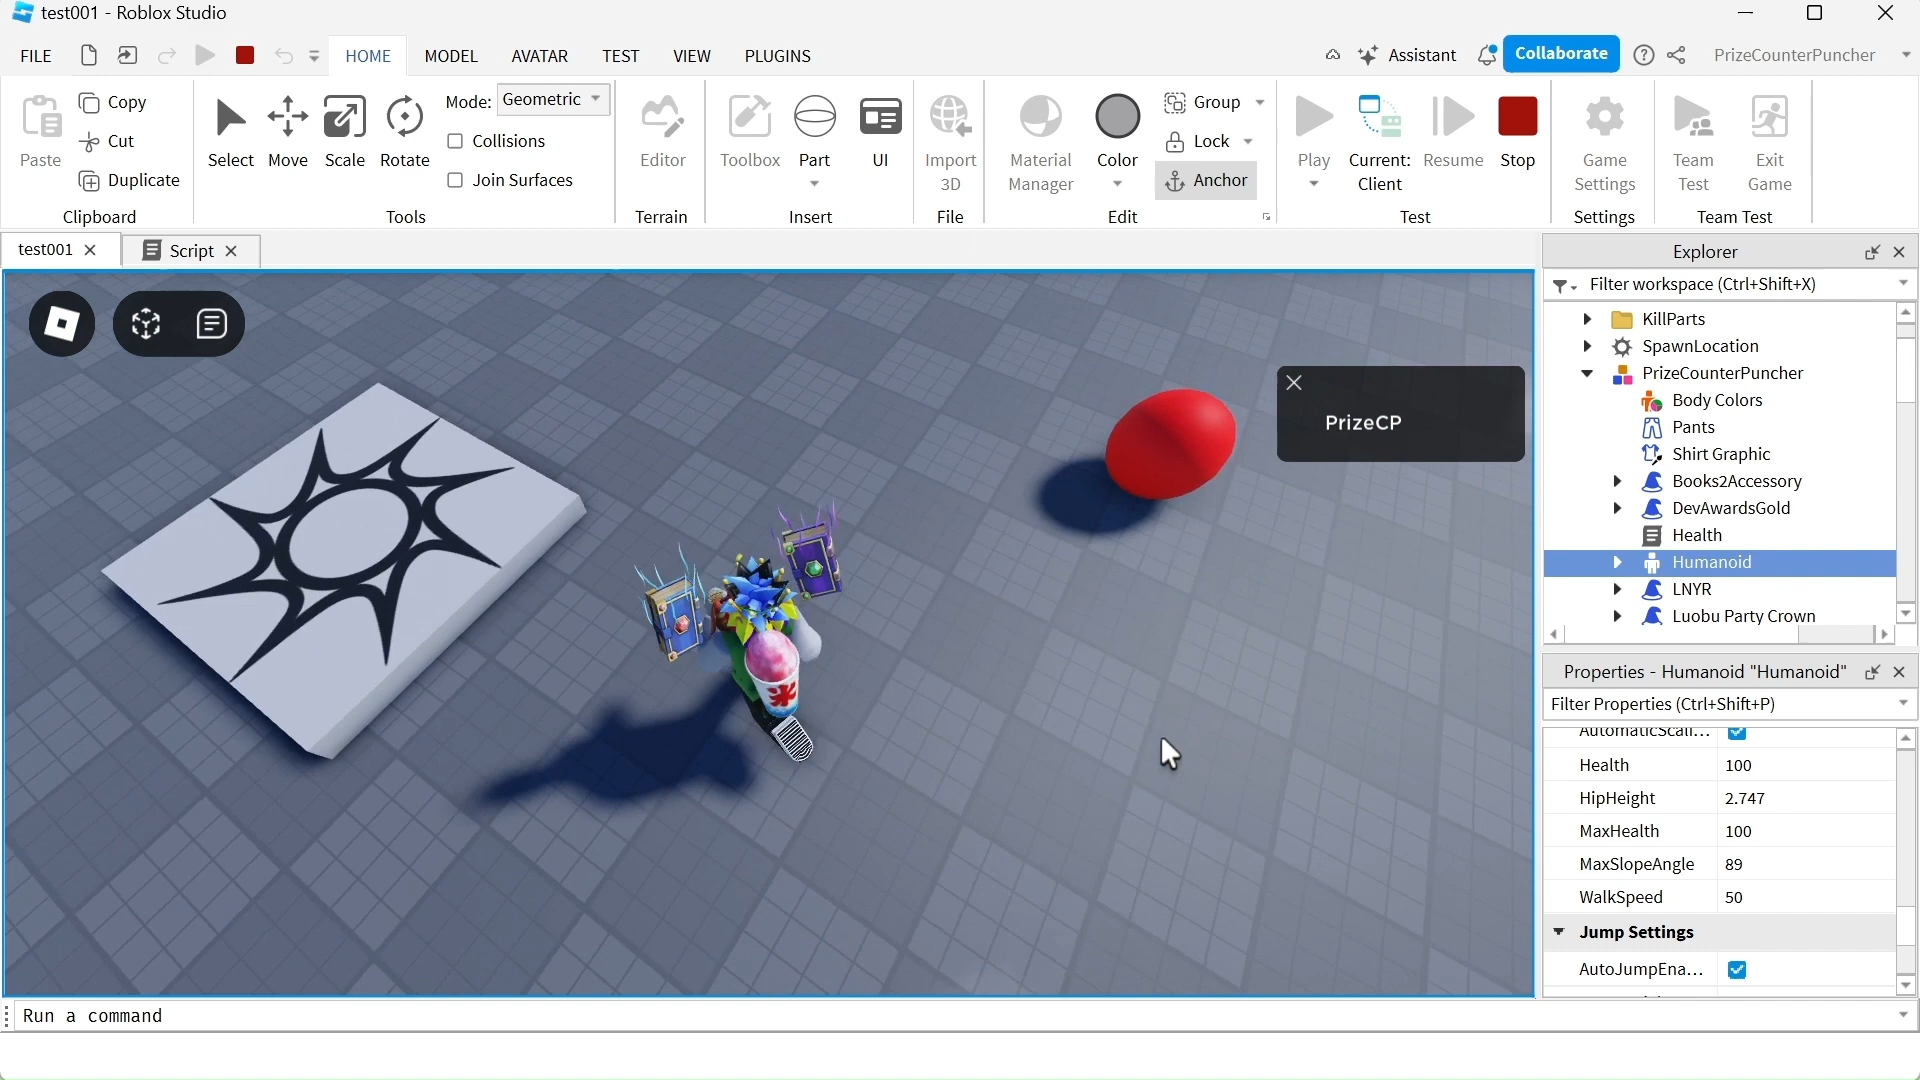 test001 - Roblox Studio
FILE HOME MODEL AVATAR TEST VIEW PLUGINS Assistant Collaborate PrizeCounterPuncher
Paste
Copy
Cut
Duplicate
Clipboard
Select Move Scale Rotate
Mode: Geometric
Collisions
Join Surfaces
Tools
Editor
Terrain
Toolbox Part UI
Insert
Import
3D
File
Material
Manager
Color
Group
Lock
Anchor
Edit
Play
Current:
Client
Resume Stop
Test
Game
Settings
Settings
Team
Test
Exit
Game
Team Test
test001 Script
PrizeCP
氷
Explorer
Filter workspace (Ctrl+Shift+X)
KillParts
SpawnLocation
PrizeCounterPuncher
Body Colors
Pants
Shirt Graphic
Books2Accessory
DevAwardsGold
Health
Humanoid
LNYR
Luobu Party Crown
Properties - Humanoid "Humanoid"
Filter Properties (Ctrl+Shift+P)
AutomaticScali...
Health 100
HipHeight 2.747
MaxHealth 100
MaxSlopeAngle 89
WalkSpeed 50
Jump Settings
AutoJumpEna...
Run a command